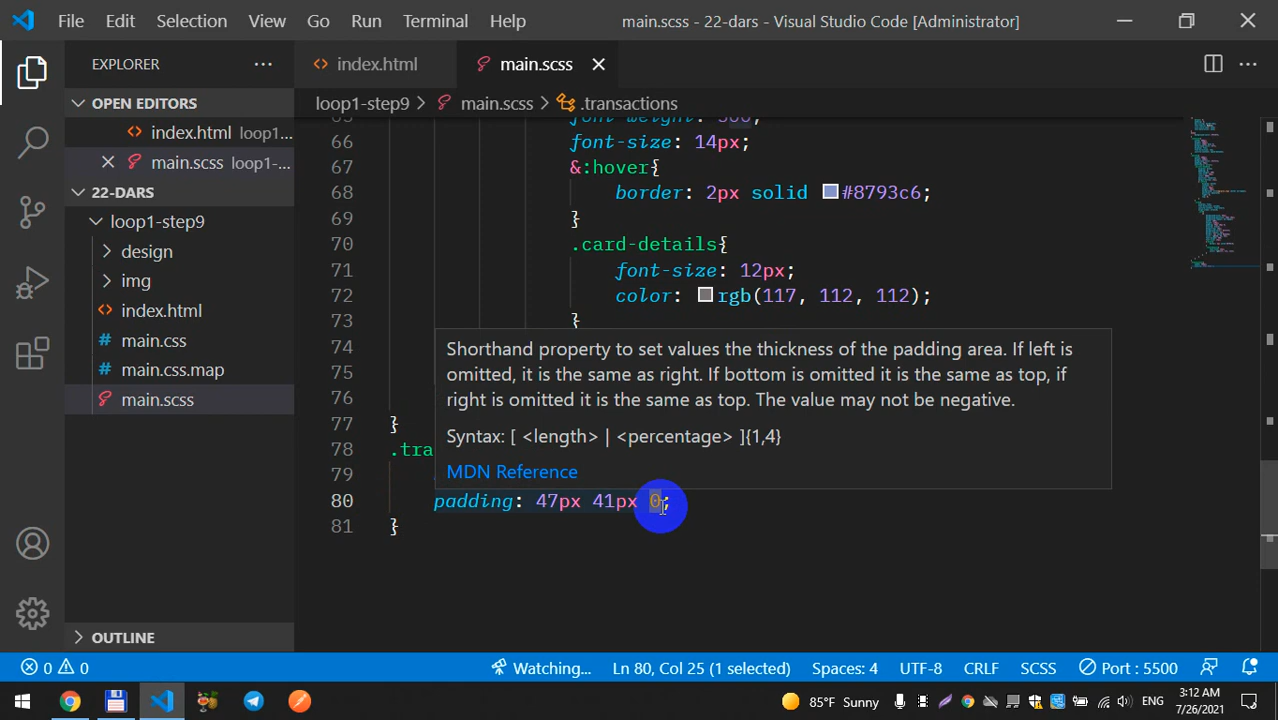 File Edit Selection View Go Run Terminal Help main.scss - 22-dars - Visual Studio Code [Administrator]
EXPLORER
index.html main.scss
OPEN EDITORS
index.html loop1...
main.scss loop1-...
22-DARS
loop1-step9
design
img
index.html
main.css
main.css.map
main.scss
OUTLINE
loop1-step9 > main.scss > .transactions
font-weight: 500;
66 font-size: 14px;
67 &:hover{
68 border: 2px solid #8793c6;
69 }
70 .card-details{
71 font-size: 12px;
72 color: rgb(117, 112, 112);
73 }
74
75
76
77 }
78 .tra
79
80 padding: 47px 41px 0;
81 }
Shorthand property to set values the thickness of the padding area. If left is
omitted, it is the same as right. If bottom is omitted it is the same as top, if
right is omitted it is the same as top. The value may not be negative.
Syntax: [ <length> | <percentage> ]{1,4}
MDN Reference
0 0 Watching... Ln 80, Col 25 (1 selected) Spaces: 4 UTF-8 CRLF SCSS Port : 5500
85°F Sunny ENG 3:12 AM
7/26/2021